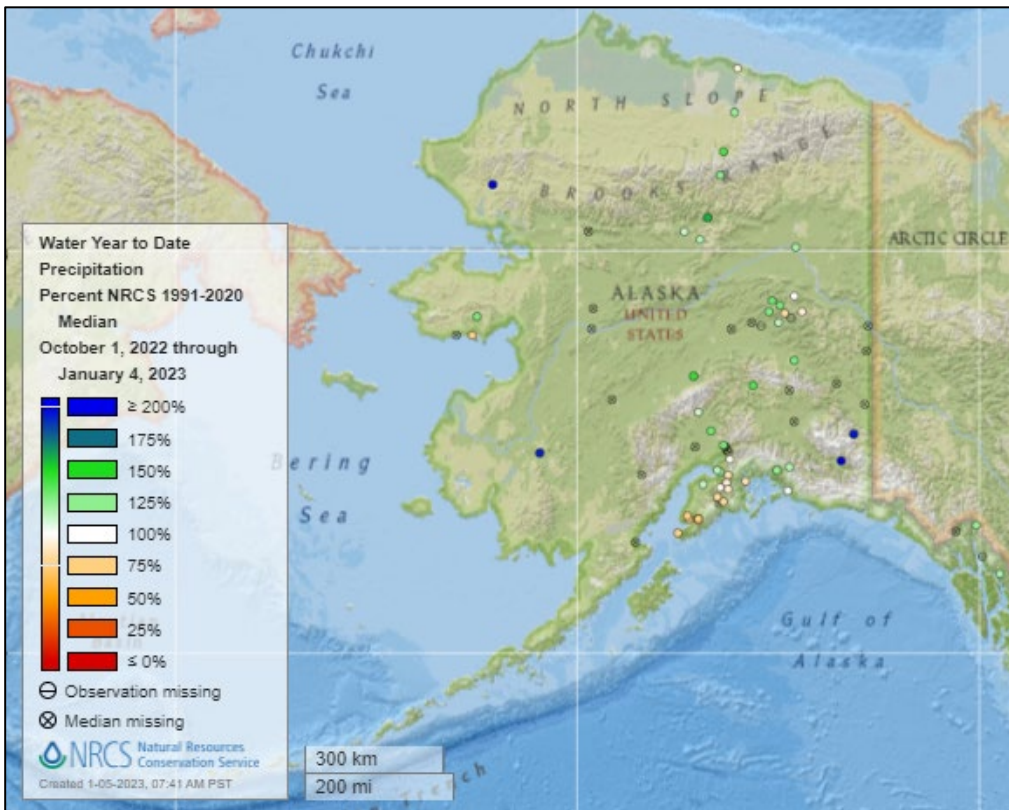 Chukchi
Sea
NORTH SLOPE
BROOKS RANGE
ARCTIC CIRCLE
ALASKA
UNITED
STATES
Bering
Sea
Gulf of
Alaska
Trench
Water Year to Date
Precipitation
Percent NRCS 1991-2020
Median
October 1, 2022 through
January 4, 2023
≥ 200%
175%
150%
125%
100%
75%
50%
25%
≤ 0%
Observation missing
Median missing
NRCS Natural Resources
Conservation Service
Created 1-05-2023, 07:41 AM PST
300 km
200 mi